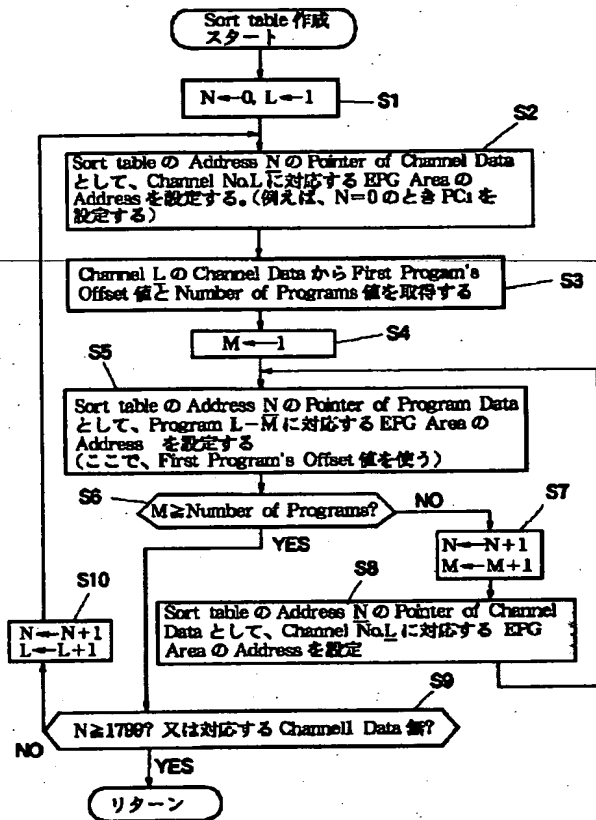 Sort table 作成
スタート
N←0, L←1
S1
S2
Sort table の Address N の Pointer of Channel Data
として、Channel No.L に対応する EPG Area の
Address を設定する。(例えば、N=0 のとき PC1 を
設定する)
Channel L の Channel Data から First Progam's
Offset 値と Number of Programs 値を取得する
S3
M←1
S4
S5
Sort table の Address N の Pointer of Program Data
として、Program L-M に対応する EPG Area の
Address を設定する
(ここで、First Program's Offset 値を使う)
S6
M≧Number of Programs?
NO
YES
S7
N←N+1
M←M+1
S8
Sort table の Address N の Pointer of Channel
Data として、Channel No.L に対応する EPG
Area の Address を設定
S10
N←N+1
L←L+1
S9
N≧1799? 又は対応する Channell Data 無?
NO
YES
リターン